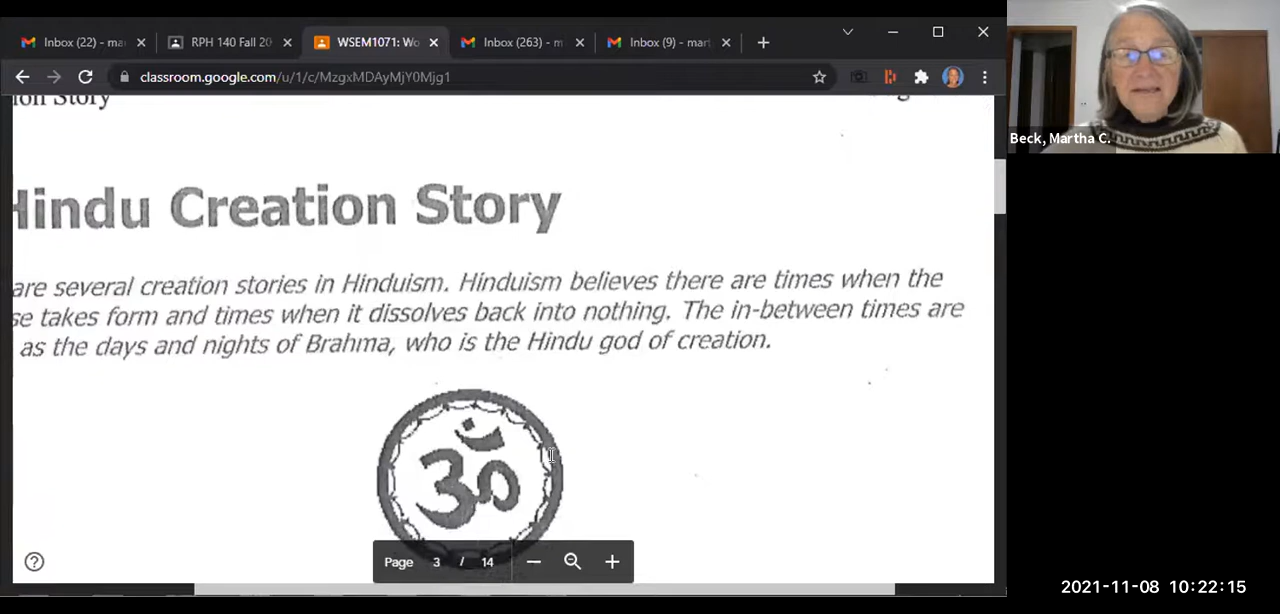 Inbox (22) - ma
RPH 140 Fall 20
WSEM1071: Wo
Inbox (263) - m
Inbox (9) - mart
classroom.google.com/u/1/c/MzgxMDAyMjY0Mjg1
ion Story
Hindu Creation Story
are several creation stories in Hinduism. Hinduism believes there are times when the
se takes form and times when it dissolves back into nothing. The in-between times are
as the days and nights of Brahma, who is the Hindu god of creation.
ॐ
Page 3 / 14
Beck, Martha C.
2021-11-08 10:22:15